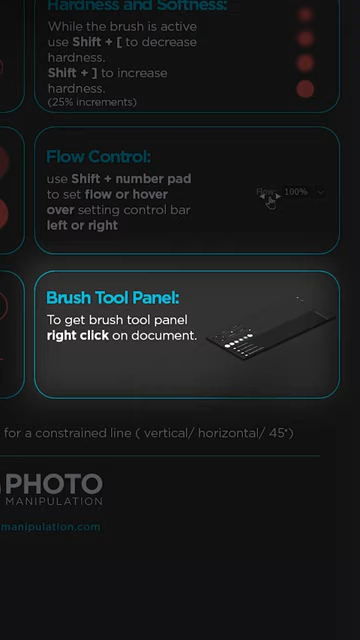 Hardness and Softness:
While the brush is active
use Shift + [ to decrease
hardness.
Shift + ] to increase
hardness.
(25% increments)
Flow Control:
use Shift + number pad
to set flow or hover
over setting control bar
left or right
Flow: 100%
Brush Tool Panel:
To get brush tool panel
right click on document.
for a constrained line ( vertical/ horizontal/ 45°)
PHOTO
MANIPULATION
manipulation.com